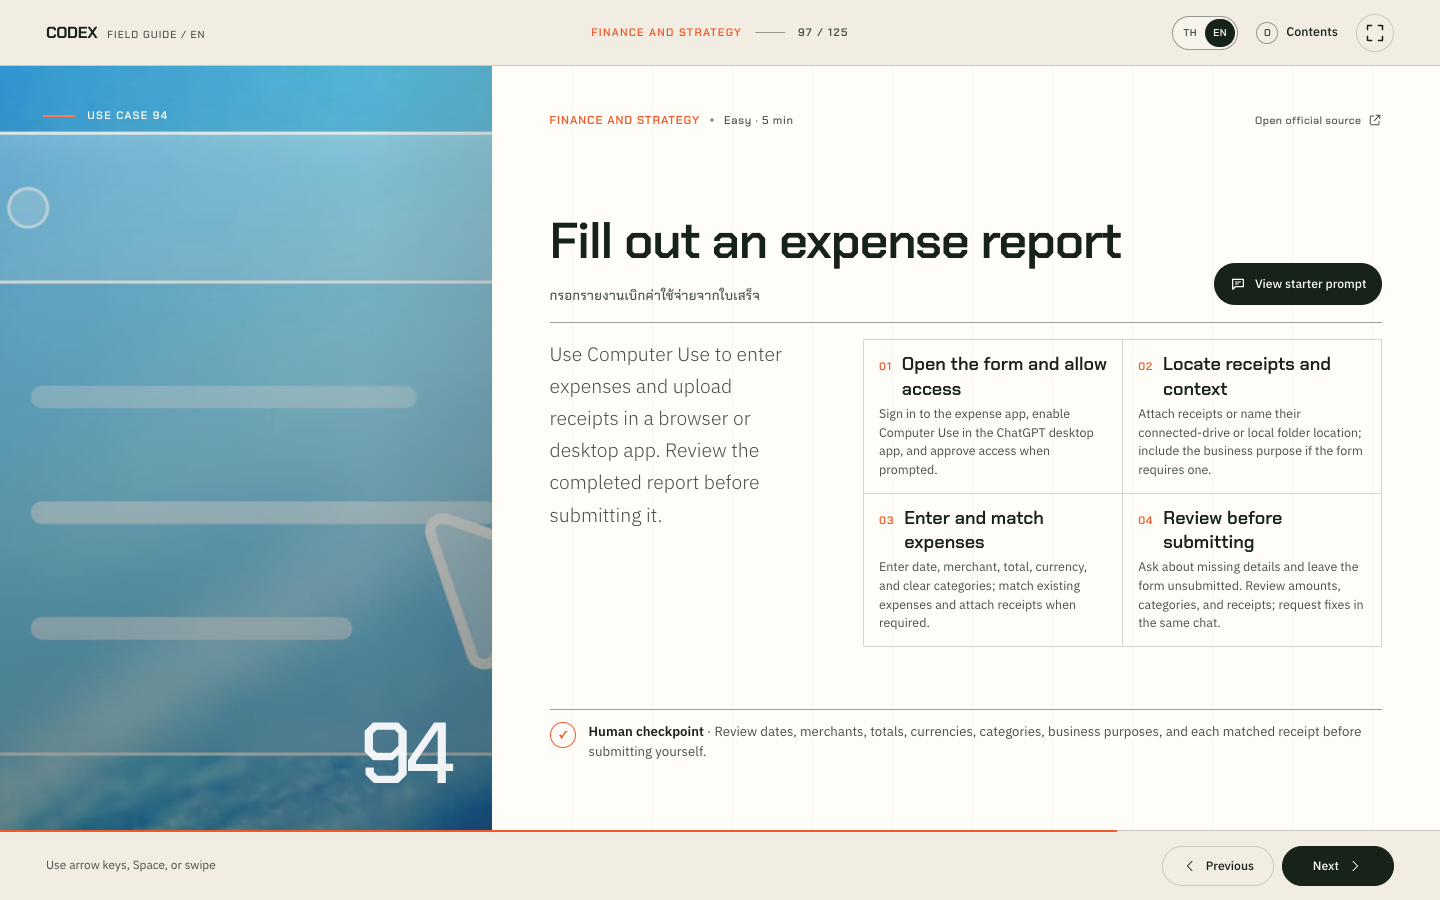 CODEX FIELD GUIDE / EN
FINANCE AND STRATEGY 97 / 125
TH EN
O Contents
USE CASE 94
94
FINANCE AND STRATEGY • Easy · 5 min
Open official source
Fill out an expense report
กรอกรายงานเบิกค่าใช้จ่ายจากใบเสร็จ
View starter prompt
Use Computer Use to enter
expenses and upload
receipts in a browser or
desktop app. Review the
completed report before
submitting it.
01 Open the form and allow
access
Sign in to the expense app, enable
Computer Use in the ChatGPT desktop
app, and approve access when
prompted.
02 Locate receipts and
context
Attach receipts or name their
connected-drive or local folder location;
include the business purpose if the form
requires one.
03 Enter and match
expenses
Enter date, merchant, total, currency,
and clear categories; match existing
expenses and attach receipts when
required.
04 Review before
submitting
Ask about missing details and leave the
form unsubmitted. Review amounts,
categories, and receipts; request fixes in
the same chat.
✓ Human checkpoint · Review dates, merchants, totals, currencies, categories, business purposes, and each matched receipt before
submitting yourself.
Use arrow keys, Space, or swipe
Previous
Next